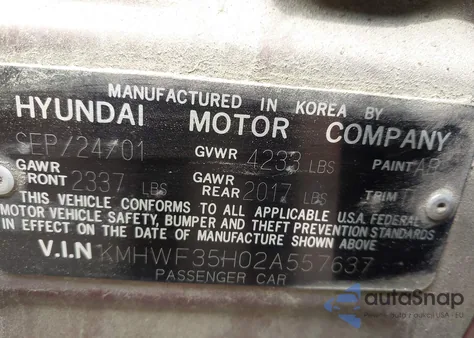 MANUFACTURED IN KOREA BY
HYUNDAI MOTOR COMPANY
SEP/24/01 GVWR 4233 LBS PAINT
GAWR FRONT 2337 LBS GAWR REAR 2017 LBS TRIM
THIS VEHICLE CONFORMS TO ALL APPLICABLE U.S.A. FEDERAL
MOTOR VEHICLE SAFETY, BUMPER AND THEFT PREVENTION STANDARDS
IN EFFECT ON THE DATE OF MANUFACTURE SHOWN ABOVE.
V.I.N KMHWF35H02A557637
PASSENGER CAR
autoSnap